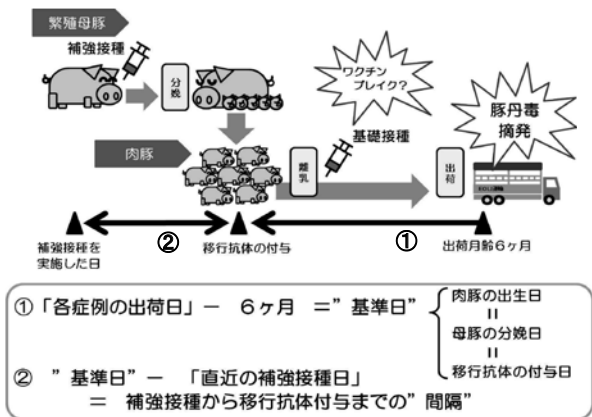 繁殖母豚
補強接種
分娩
ワクチン
ブレイク?
豚丹毒
摘発
基礎接種
肉豚
離乳
出荷
②
①
補強接種を
実施した日
移行抗体の付与
出荷月齢6ヶ月
①「各症例の出荷日」- 6ヶ月 =”基準日”
肉豚の出生日
=
母豚の分娩日
=
移行抗体の付与日
② ”基準日”- 「直近の補強接種日」
= 補強接種から移行抗体付与までの”間隔”